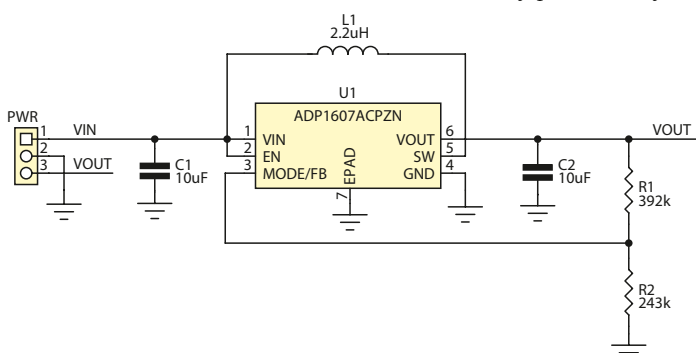 L1
2.2uH
U1
ADP1607ACPZN
PWR
1
2
3
VIN
VOUT
C1
10uF
1
2
3
VIN
EN
MODE/FB
EPAD
7
VOUT
SW
GND
6
5
4
C2
10uF
VOUT
R1
392k
R2
243k